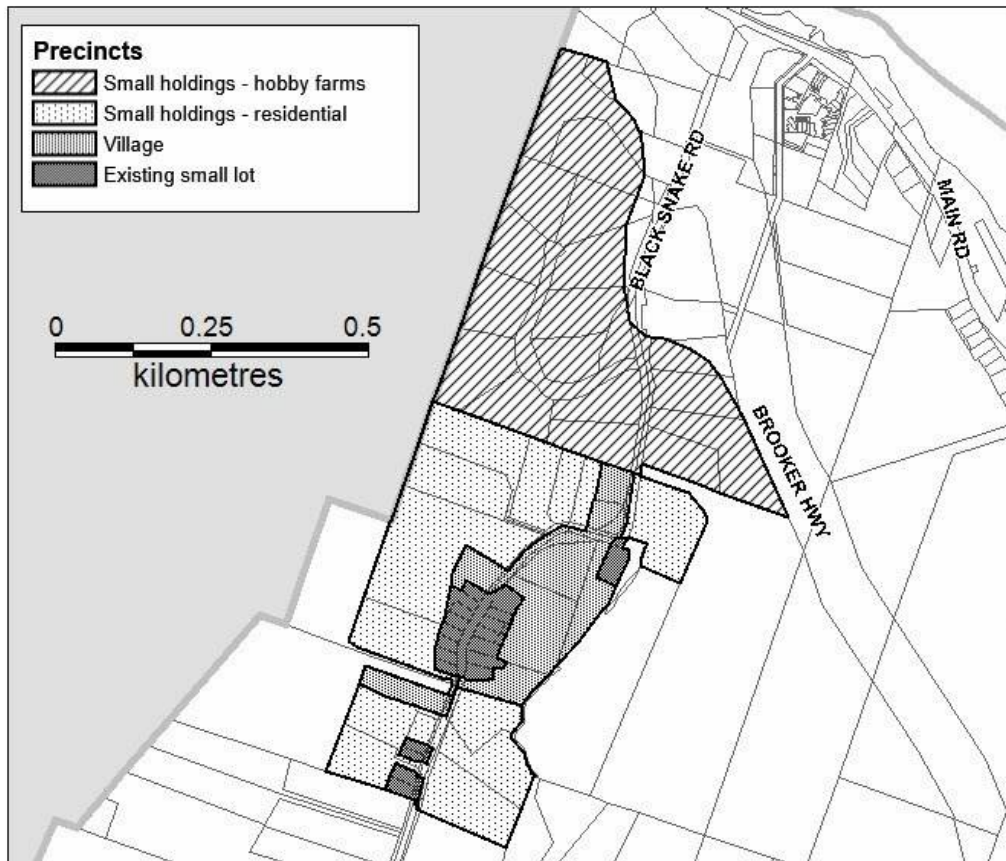 Precincts
Small holdings - hobby farms
Small holdings - residential
Village
Existing small lot
0 0.25 0.5
kilometres
BLACK SNAKE RD
MAIN RD
BROOKER HWY